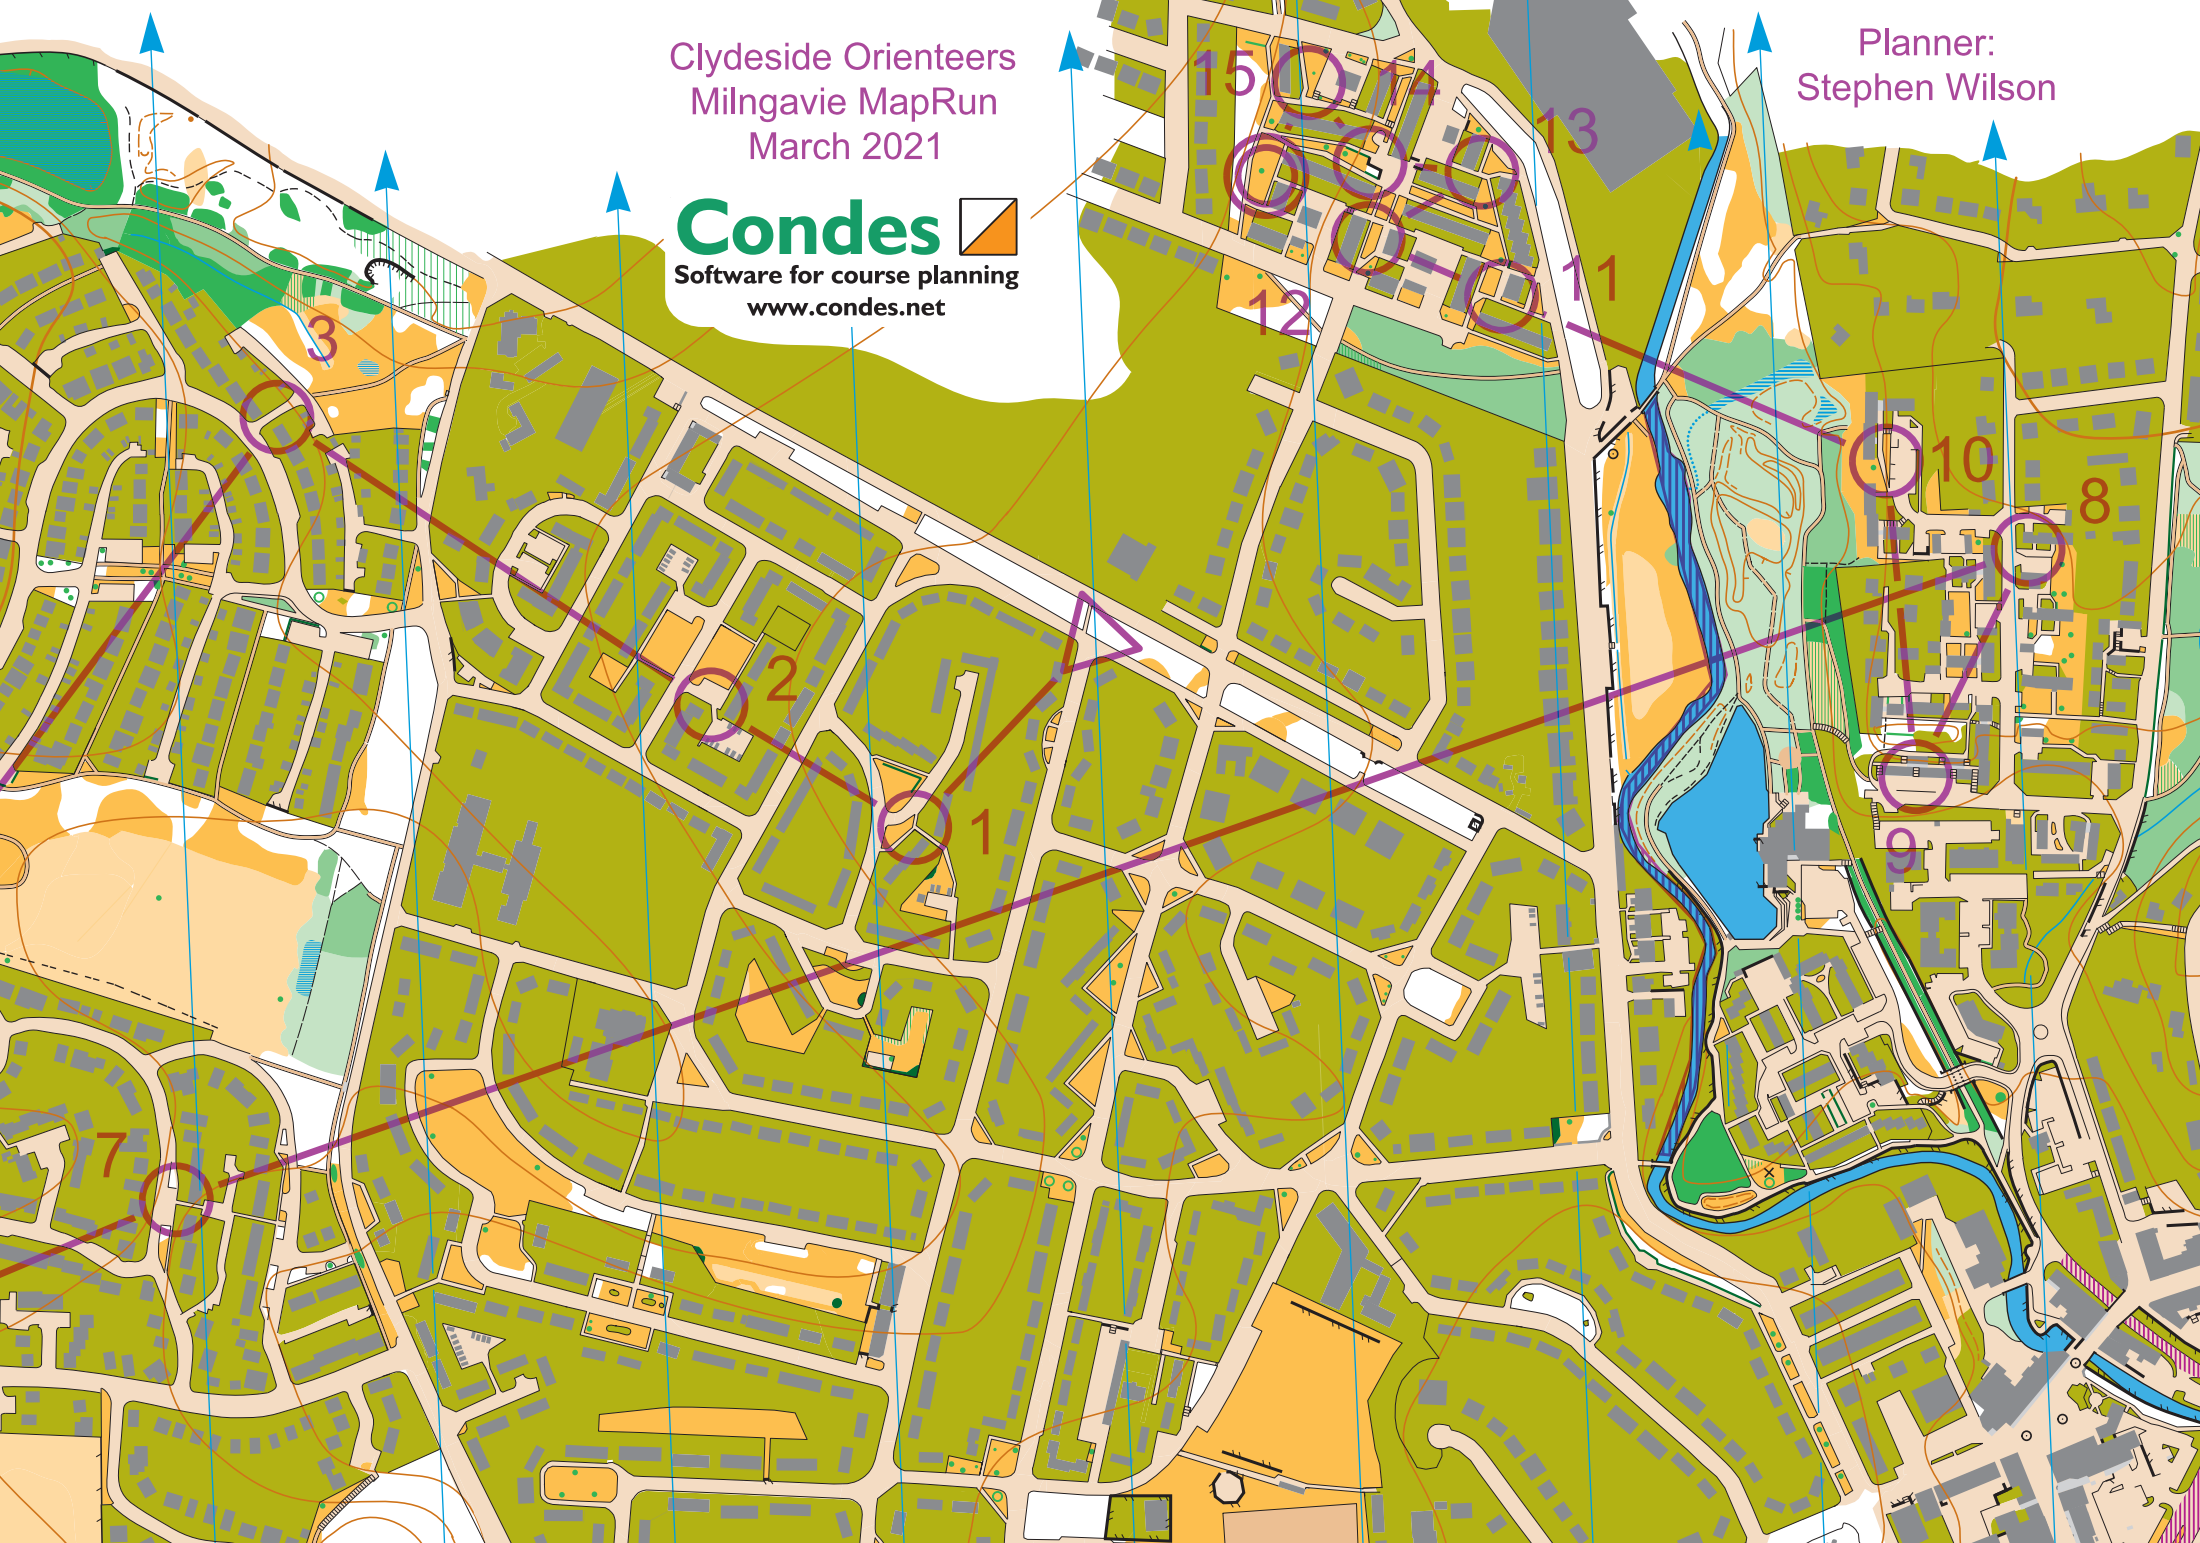 Clydeside Orienteers
Milngavie MapRun
March 2021
Condes
Software for course planning
www.condes.net
Planner:
Stephen Wilson
15
14
13
11
12
3
10
8
2
1
9
7